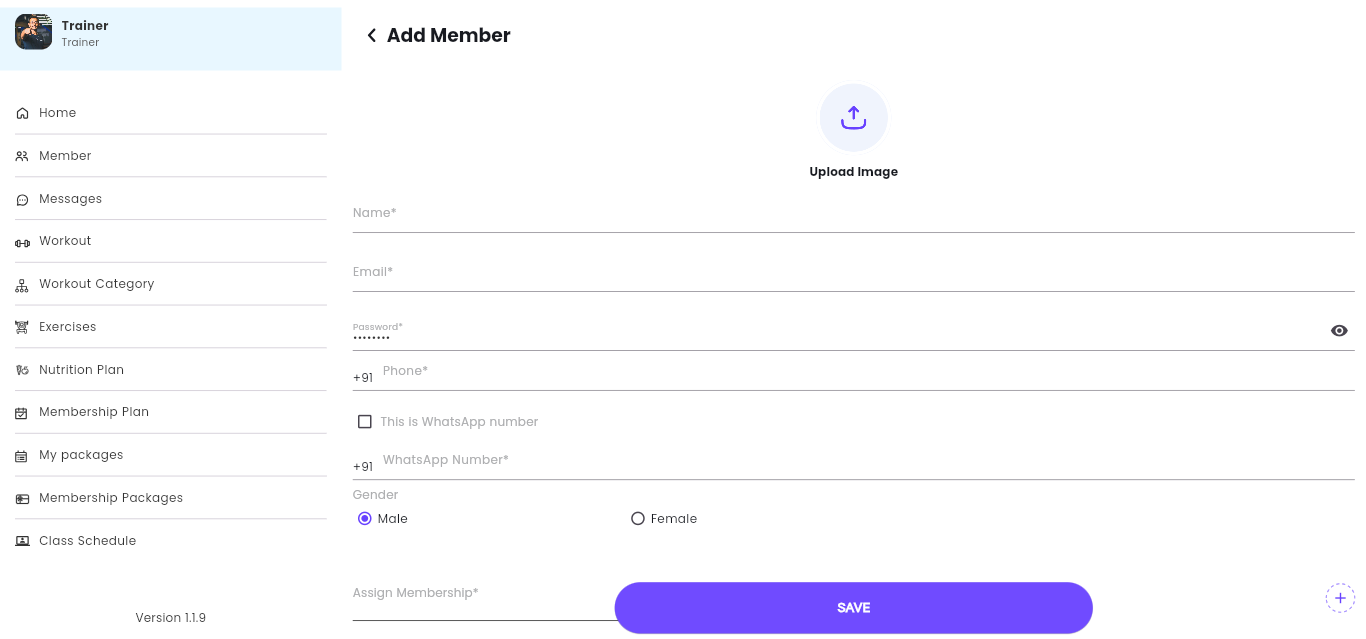 Trainer
Trainer
Home
Member
Messages
Workout
Workout Category
Exercises
Nutrition Plan
Membership Plan
My packages
Membership Packages
Class Schedule
Version 1.1.9
Add Member
Upload Image
Name*
Email*
Password*
••••••••
+91 Phone*
This is WhatsApp number
+91 WhatsApp Number*
Gender
Male Female
Assign Membership*
SAVE